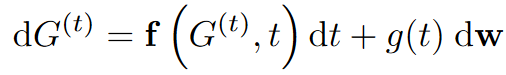 dG^{(t)} = \mathbf{f}\left(G^{(t)}, t\right) dt + g(t) d\mathbf{w}